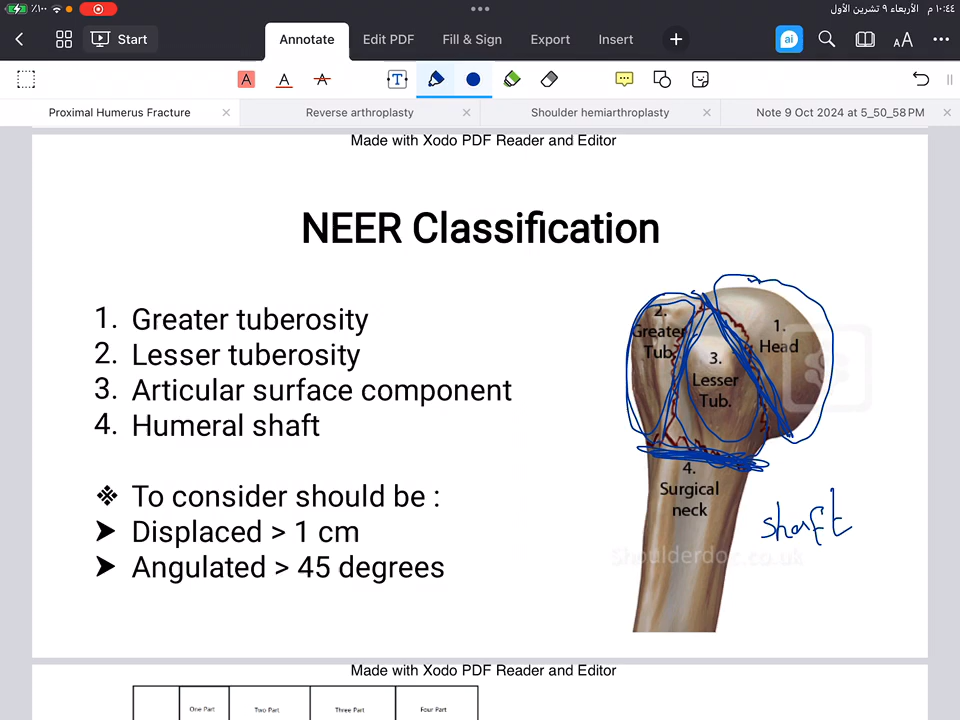 ٪١٠٠
١٠:٤٤ م الأربعاء ٩ تشرين الأول
Start
Annotate
Edit PDF
Fill & Sign
Export
Insert
ai
AA
A
A
A
T
Proximal Humerus Fracture
Reverse arthroplasty
Shoulder hemiarthroplasty
Note 9 Oct 2024 at 5_50_58 PM
Made with Xodo PDF Reader and Editor
NEER Classification
1. Greater tuberosity
2. Lesser tuberosity
3. Articular surface component
4. Humeral shaft
❖ To consider should be :
➤ Displaced > 1 cm
➤ Angulated > 45 degrees
2.
Greater
Tub.
1.
Head
3.
Lesser
Tub.
4.
Surgical
neck
shaft
shoulderdoc.co.uk
Made with Xodo PDF Reader and Editor
One Part
Two Part
Three Part
Four Part